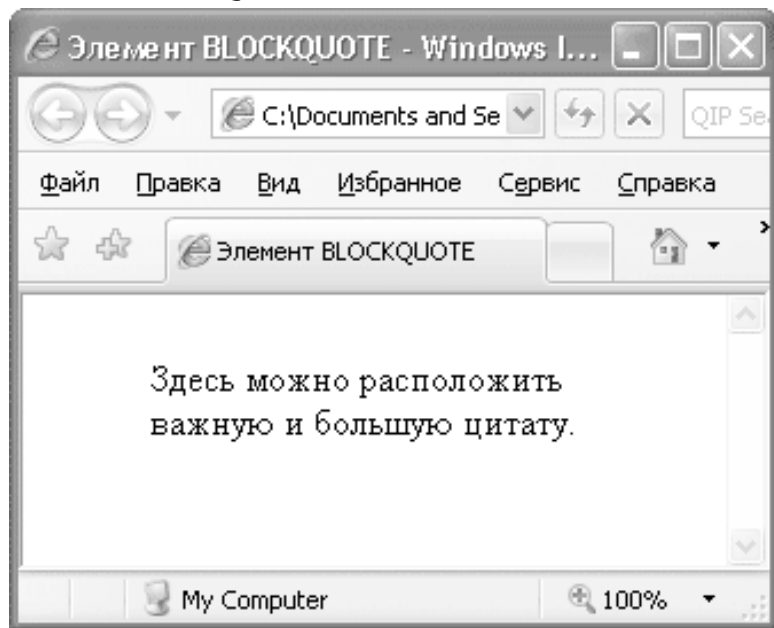 Элемент BLOCKQUOTE - Windows I...
C:\Documents and Se
QIP Se
Файл Правка Вид Избранное Сервис Справка
Элемент BLOCKQUOTE
Здесь можно расположить
важную и большую цитату.
My Computer 100%